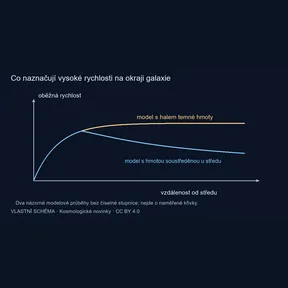 Co naznačují vysoké rychlosti na okraji galaxie
oběžná rychlost
model s halem temné hmoty
model s hmotou soustředěnou u středu
vzdálenost od středu
Dva názorné modelové průběhy bez číselné stupnice; nejde o naměřené křivky.
VLASTNÍ SCHÉMA · Kosmologické novinky · CC BY 4.0